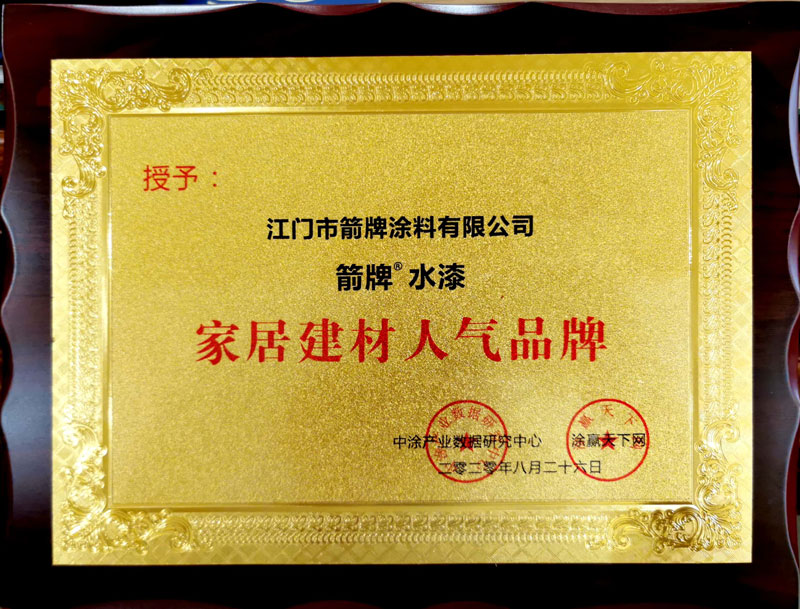 授予：
江门市箭牌涂料有限公司
箭牌®水漆
家居建材人气品牌
中涂产业数据研究中心 涂赢天下网
二零二零年八月二十六日